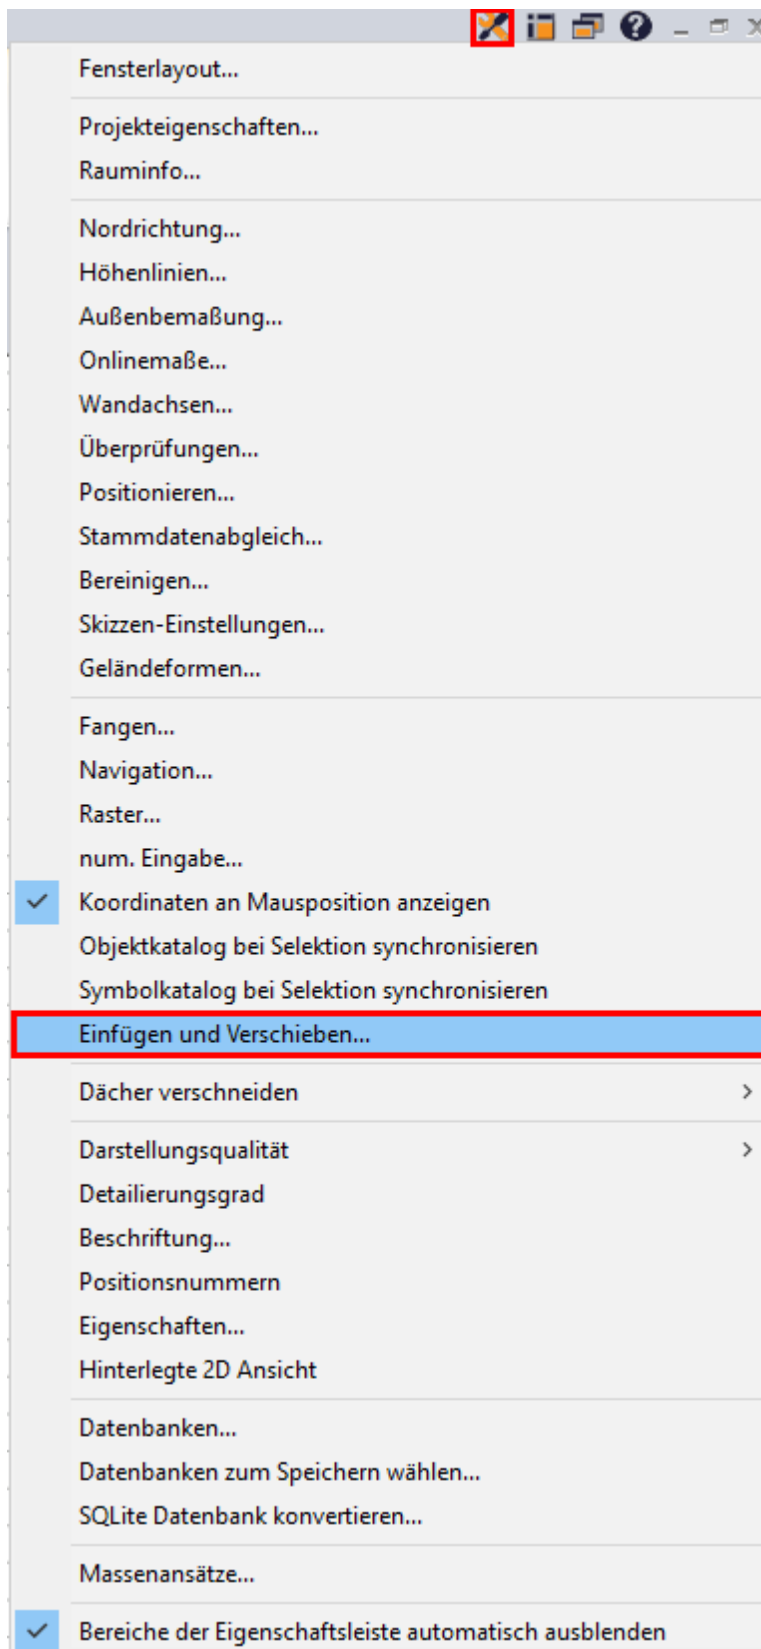 Fensterlayout...
Projekteigenschaften...
Rauminfo...
Nordrichtung...
Höhenlinien...
Außenbemaßung...
Onlinemaße...
Wandachsen...
Überprüfungen...
Positionieren...
Stammdatenabgleich...
Bereinigen...
Skizzen-Einstellungen...
Geländeformen...
Fangen...
Navigation...
Raster...
num. Eingabe...
Koordinaten an Mausposition anzeigen
Objektkatalog bei Selektion synchronisieren
Symbolkatalog bei Selektion synchronisieren
Einfügen und Verschieben...
Dächer verschneiden
Darstellungsqualität
Detailierungsgrad
Beschriftung...
Positionsnummern
Eigenschaften...
Hinterlegte 2D Ansicht
Datenbanken...
Datenbanken zum Speichern wählen...
SQLite Datenbank konvertieren...
Massenansätze...
Bereiche der Eigenschaftsleiste automatisch ausblenden